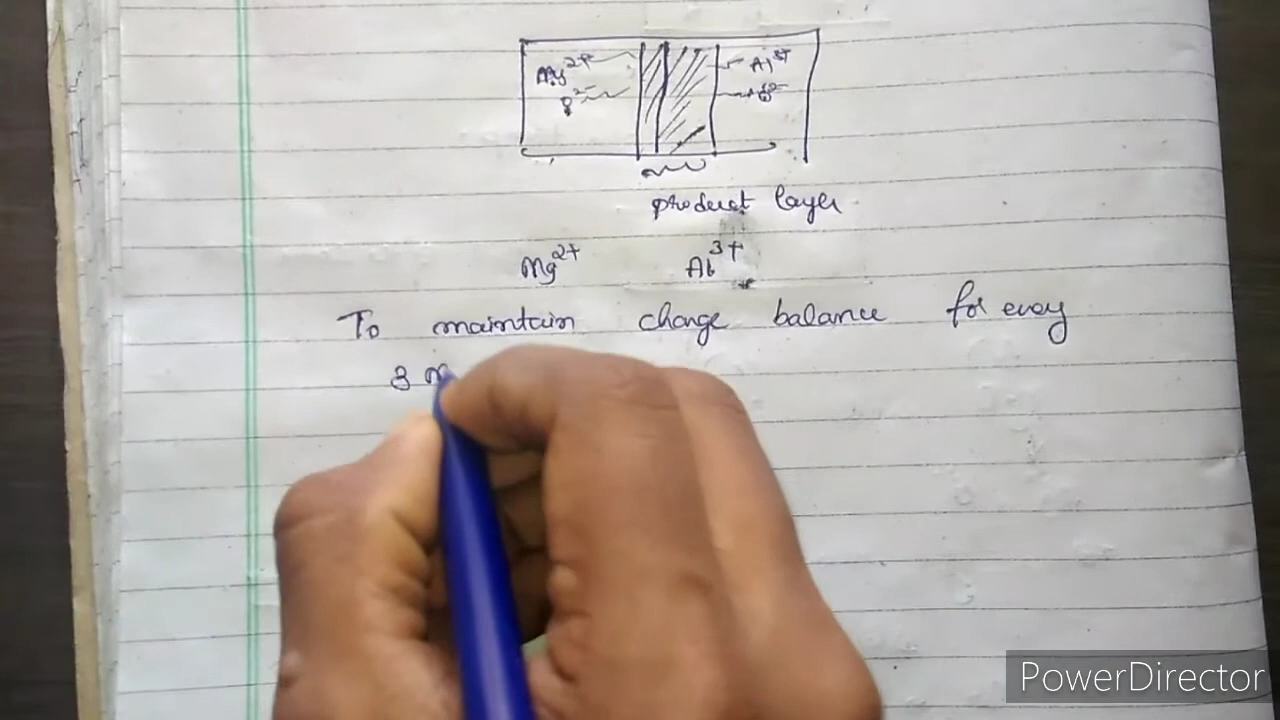 Mg2+ Al3+
O2-
product layer
Mg2+ Al3+
To maintain charge balance for every
3 M
PowerDirector